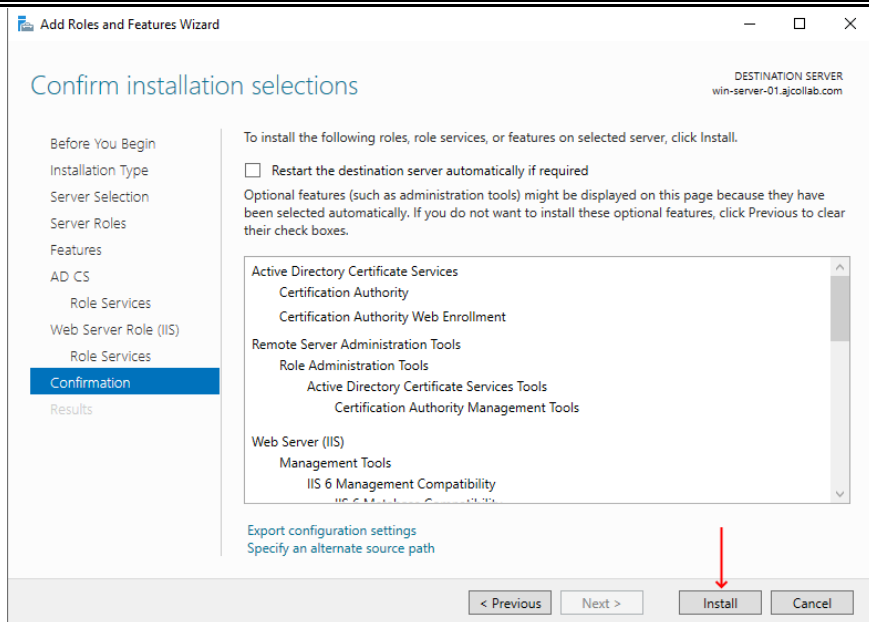 Add Roles and Features Wizard
Confirm installation selections
DESTINATION SERVER
win-server-01.ajcollab.com
Before You Begin
Installation Type
Server Selection
Server Roles
Features
AD CS
Role Services
Web Server Role (IIS)
Role Services
Confirmation
Results
To install the following roles, role services, or features on selected server, click Install.
Restart the destination server automatically if required
Optional features (such as administration tools) might be displayed on this page because they have
been selected automatically. If you do not want to install these optional features, click Previous to clear
their check boxes.
Active Directory Certificate Services
Certification Authority
Certification Authority Web Enrollment
Remote Server Administration Tools
Role Administration Tools
Active Directory Certificate Services Tools
Certification Authority Management Tools
Web Server (IIS)
Management Tools
IIS 6 Management Compatibility
IIS 6 Metabase Compatibility
Export configuration settings
Specify an alternate source path
< Previous
Next >
Install
Cancel